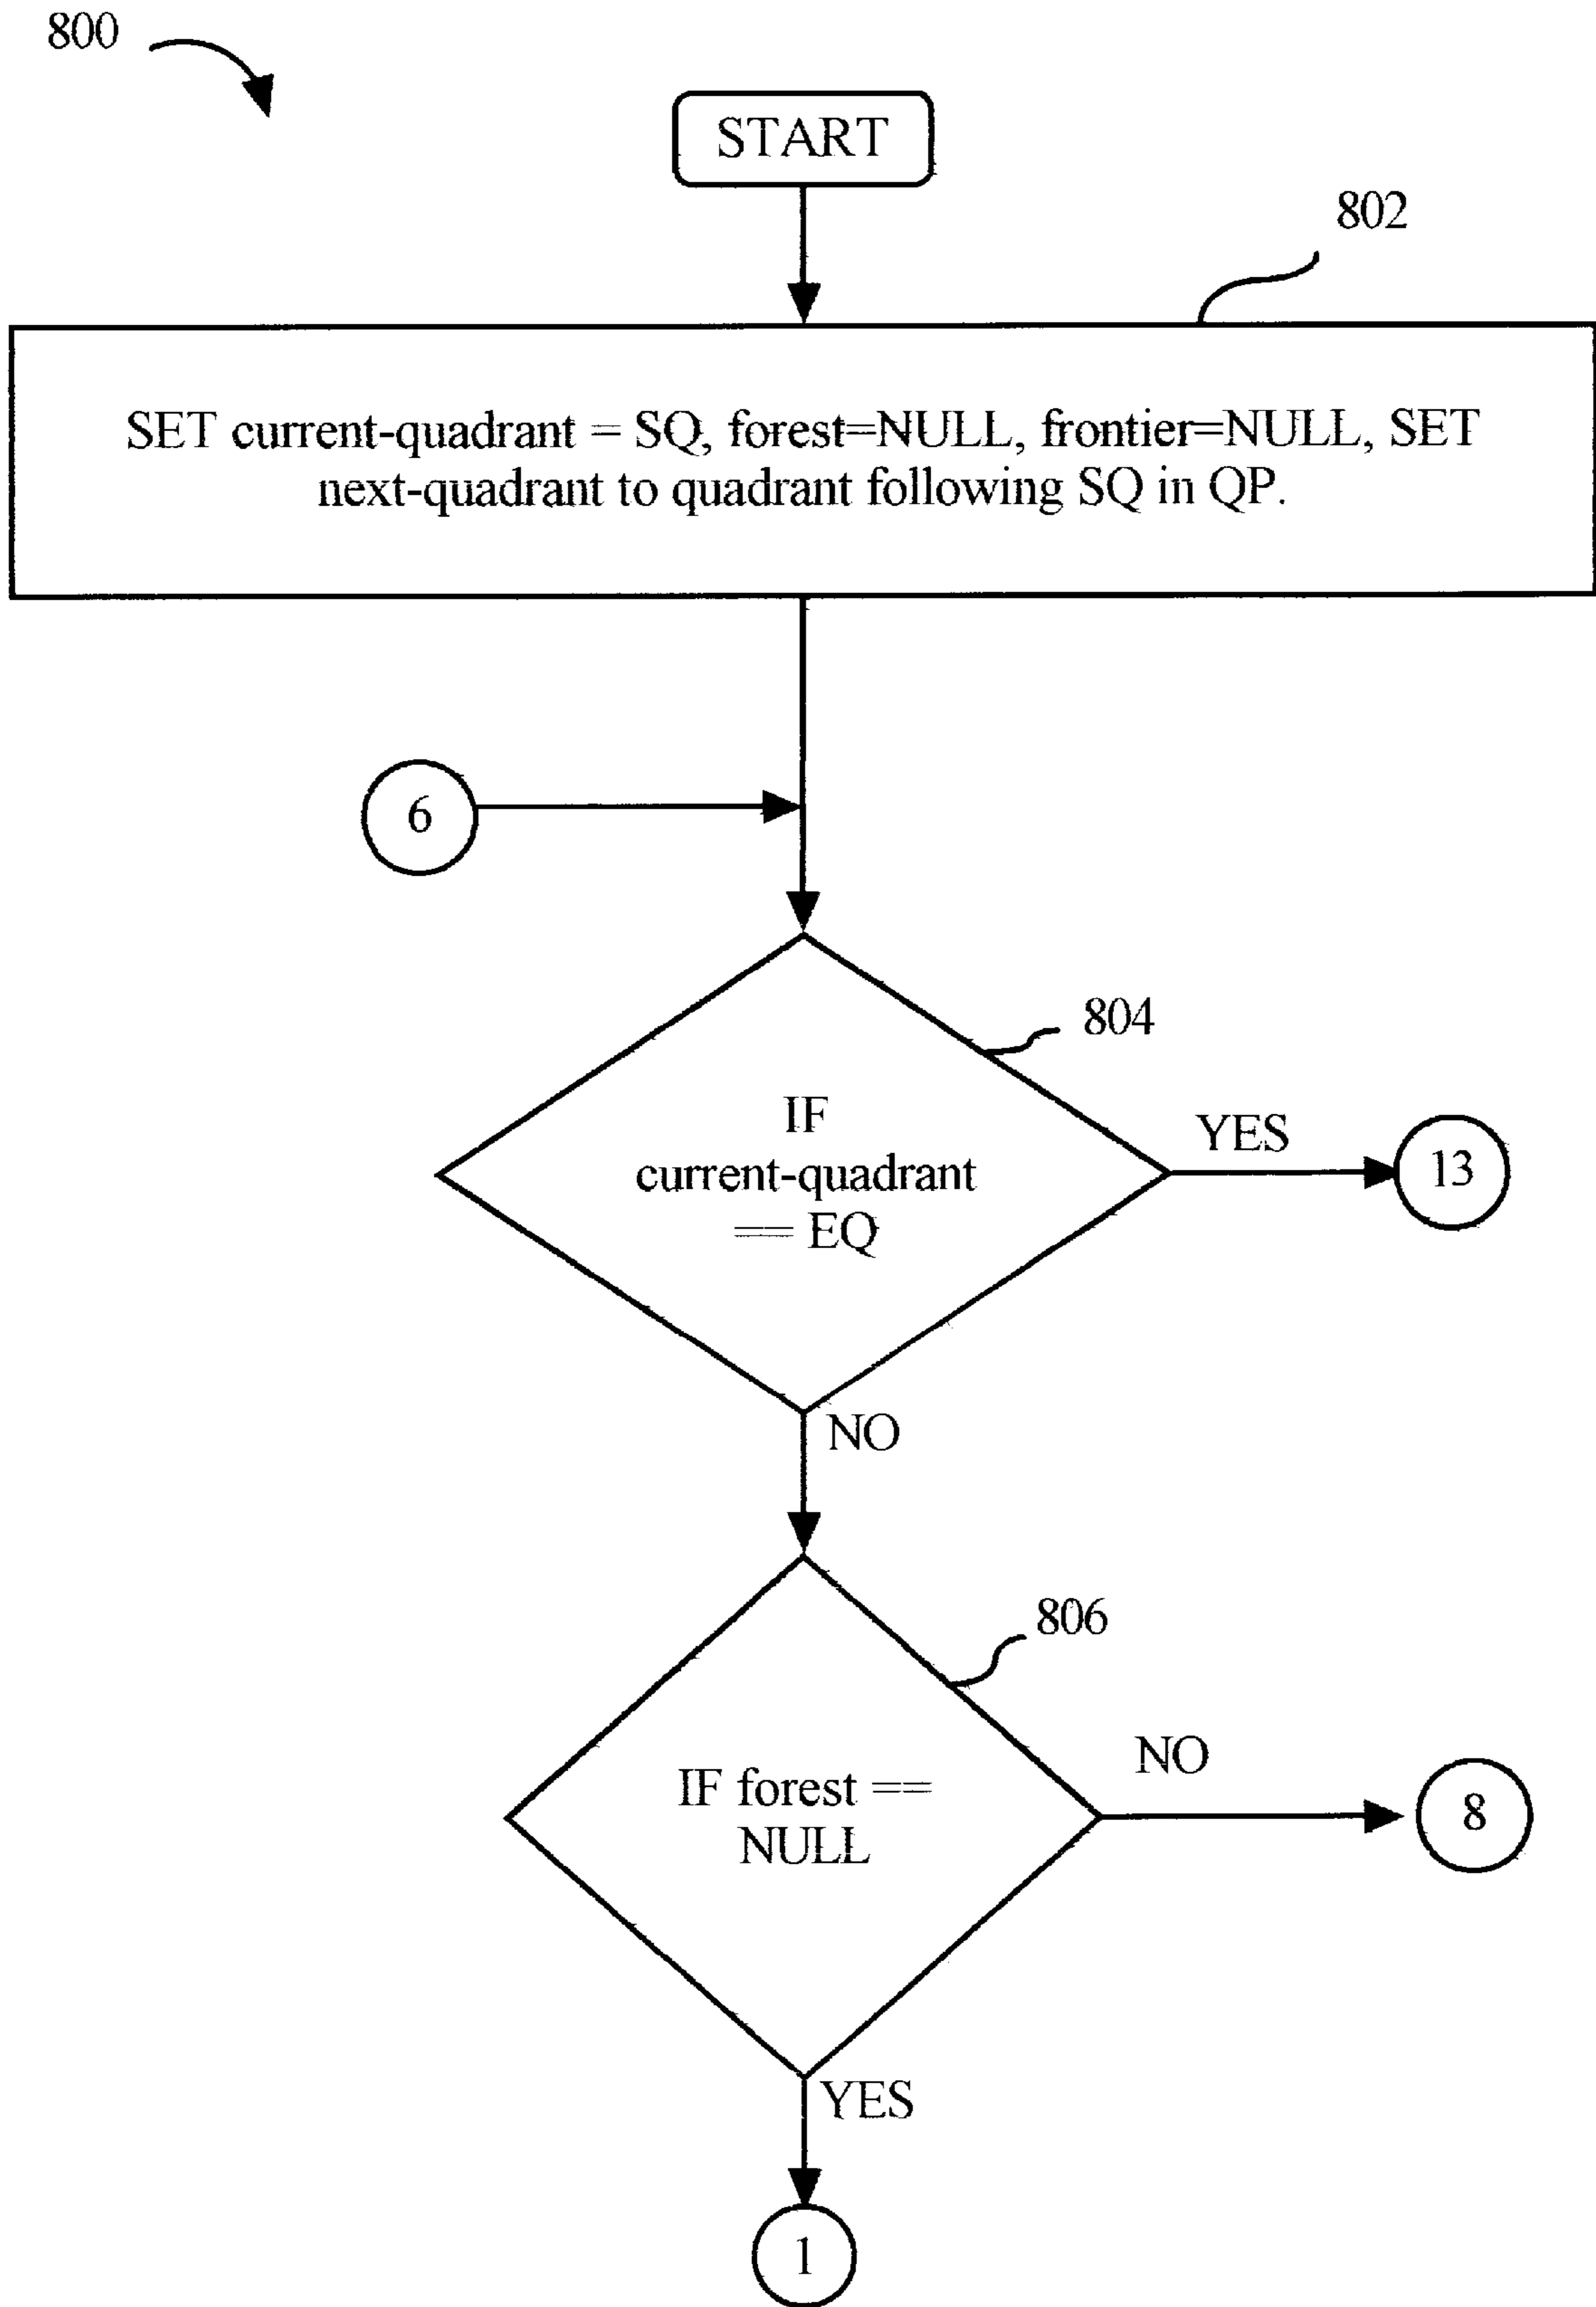 800
START
802
SET current-quadrant = SQ, forest=NULL, frontier=NULL, SET
next-quadrant to quadrant following SQ in QP.
6
804
IF
current-quadrant
== EQ
YES
13
NO
806
IF forest ==
NULL
NO
8
YES
1